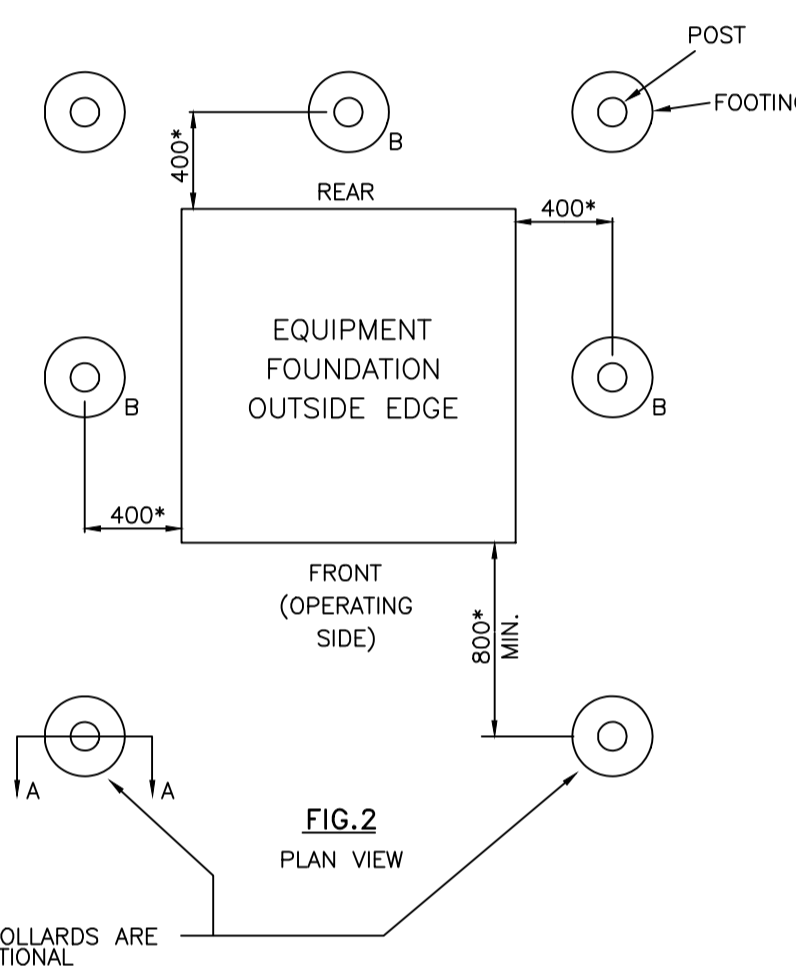 POST
FOOTIN
B
400*
REAR
400*
EQUIPMENT
FOUNDATION
OUTSIDE EDGE
B
B
400*
FRONT
(OPERATING
SIDE)
800*
MIN.
A
A
FIG.2
PLAN VIEW
OLLARDS ARE
TIONAL